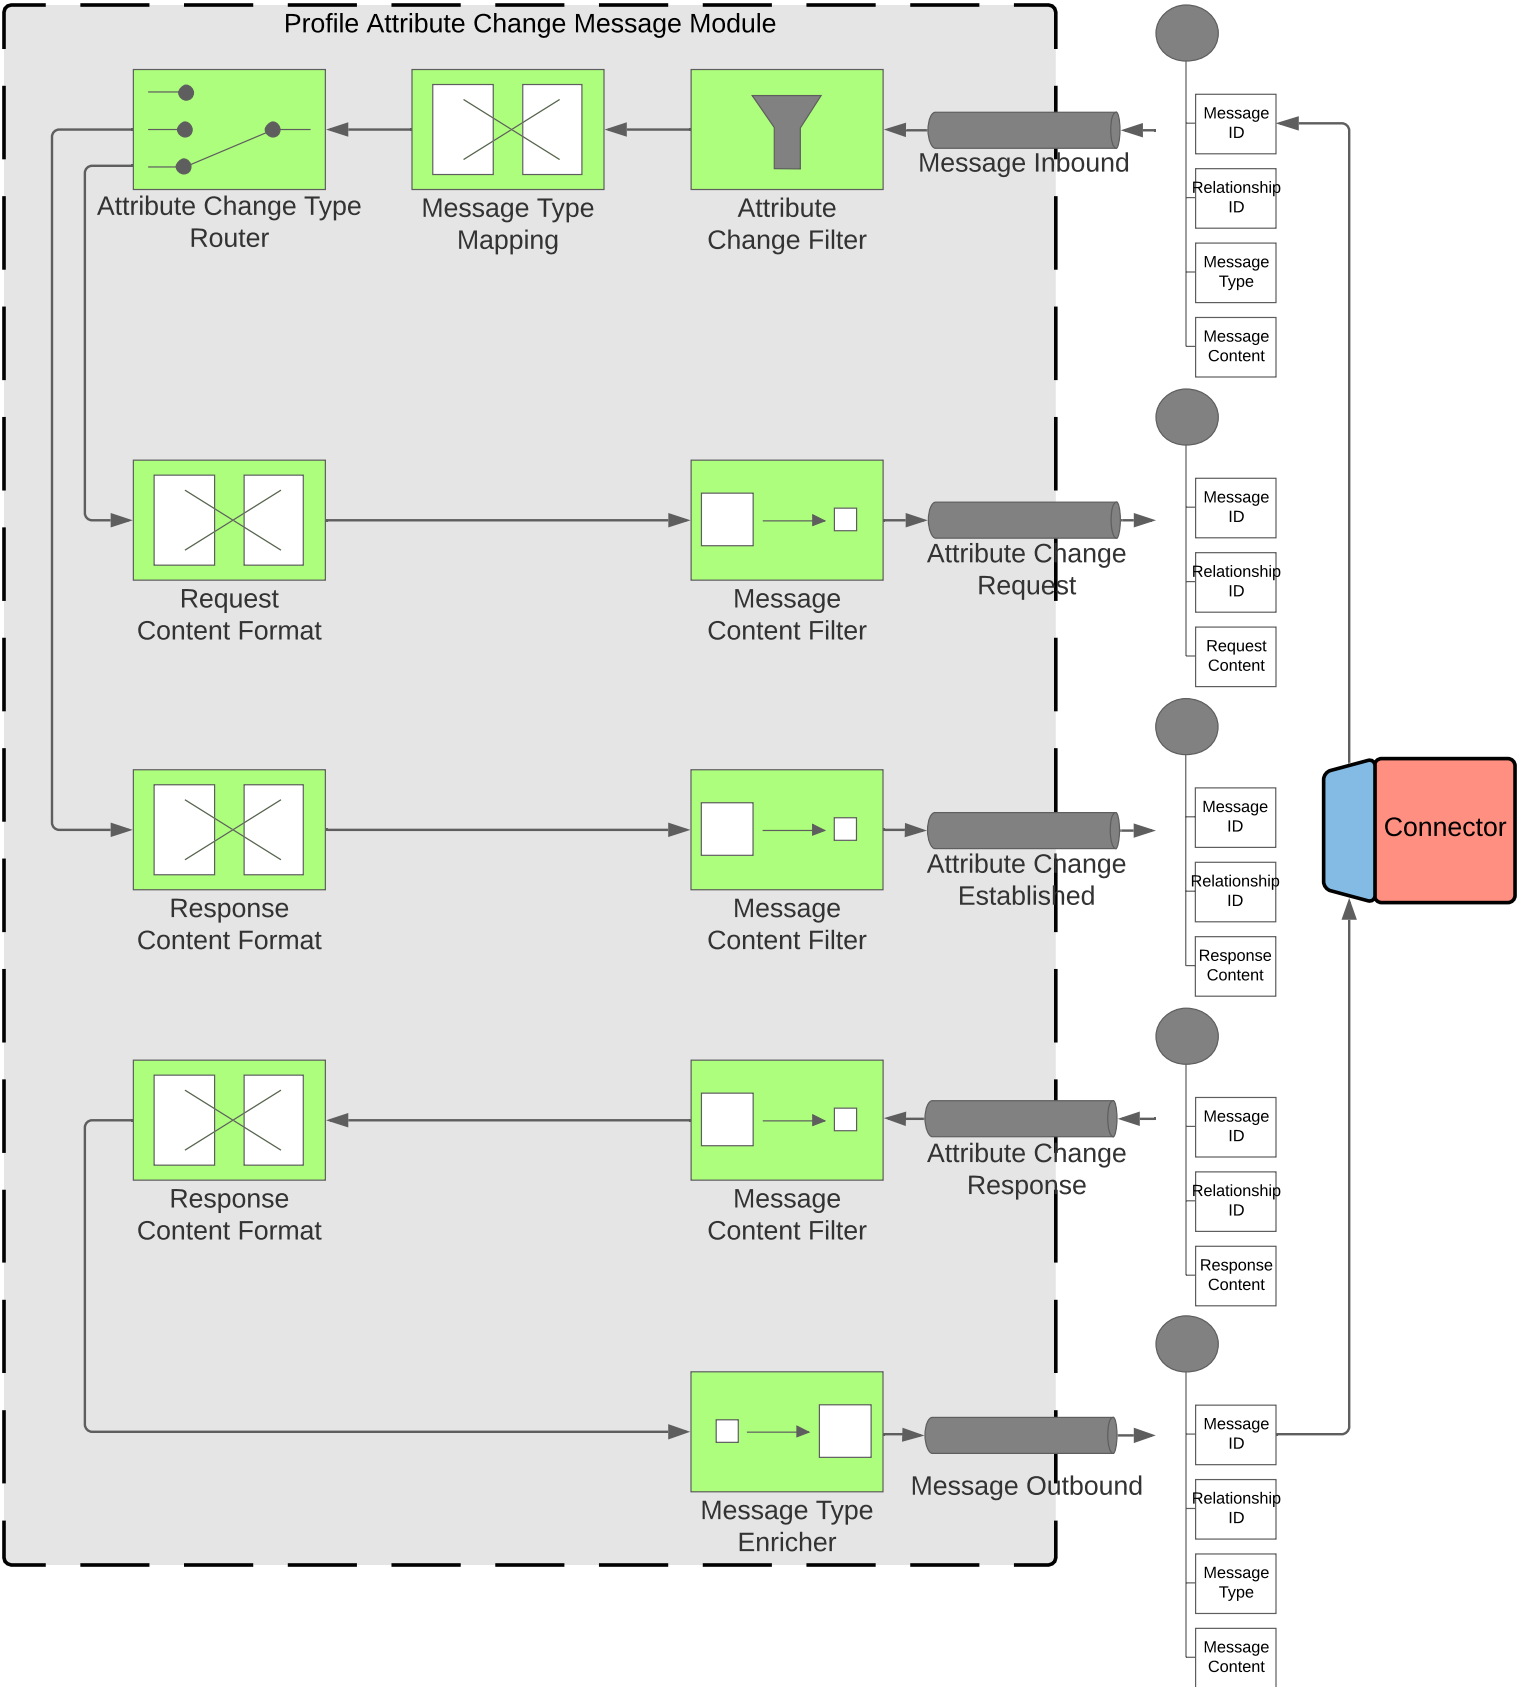 Profile Attribute Change Message Module
Attribute Change Type
Router
Message Type
Mapping
Attribute
Change Filter
Message Inbound
Message
ID
Relationship
ID
Message
Type
Message
Content
Request
Content Format
Message
Content Filter
Attribute Change
Request
Message
ID
Relationship
ID
Request
Content
Response
Content Format
Message
Content Filter
Attribute Change
Established
Message
ID
Relationship
ID
Response
Content
Connector
Response
Content Format
Message
Content Filter
Attribute Change
Response
Message
ID
Relationship
ID
Response
Content
Message Type
Enricher
Message Outbound
Message
ID
Relationship
ID
Message
Type
Message
Content